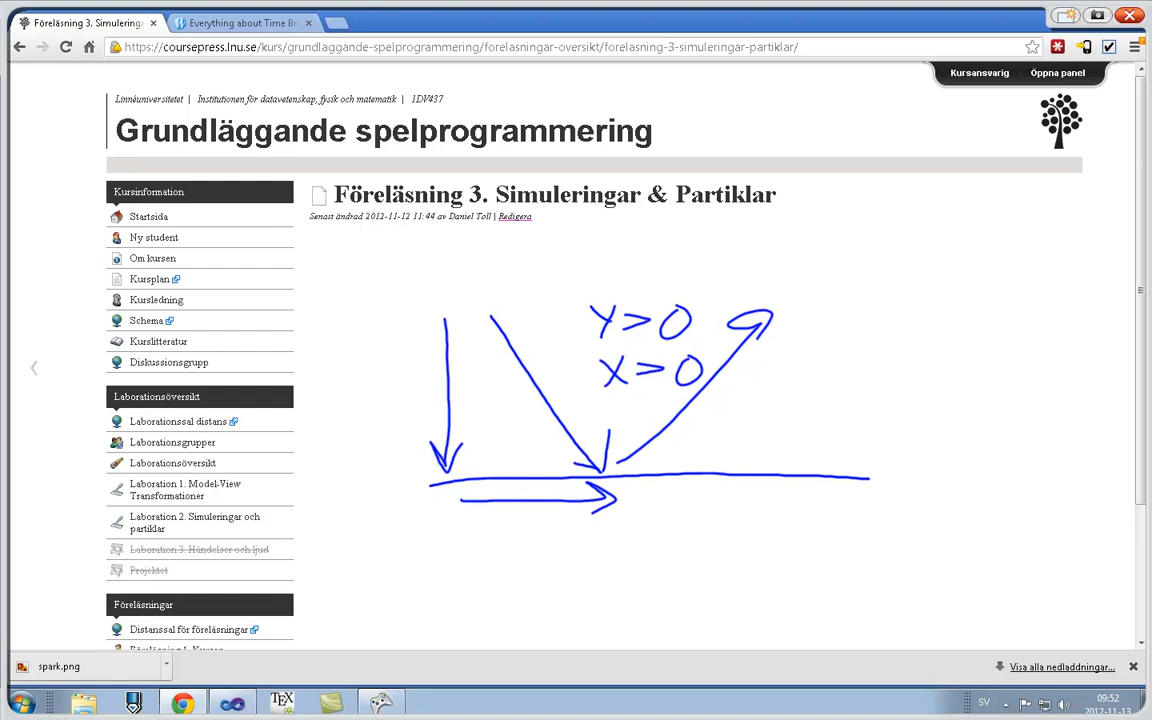 Föreläsning 3. Simulering
Everything about Time Br
https://coursepress.lnu.se/kurs/grundlaggande-spelprogrammering/forelasningar-oversikt/forelasning-3-simuleringar-partiklar/
Kursansvarig Öppna panel
Linnéuniversitetet | Institutionen för datavetenskap, fysik och matematik | 1DV437
Grundläggande spelprogrammering
Kursinformation
Startsida
Ny student
Om kursen
Kursplan
Kursledning
Schema
Kurslitteratur
Diskussionsgrupp
Laborationsöversikt
Laborationssal distans
Laborationsgrupper
Laborationsöversikt
Laboration 1. Model-View
Transformationer
Laboration 2. Simuleringar och
partiklar
Laboration 3. Händelser och ljud
Projektet
Föreläsningar
Distanssal för föreläsningar
Föreläsning 3. Simuleringar & Partiklar
Senast ändrad 2012-11-12 11:44 av Daniel Toll | Redigera
Y>0
X>0
spark.png
Visa alla nedladdningar...
TEX
SV
09:52
2012-11-13